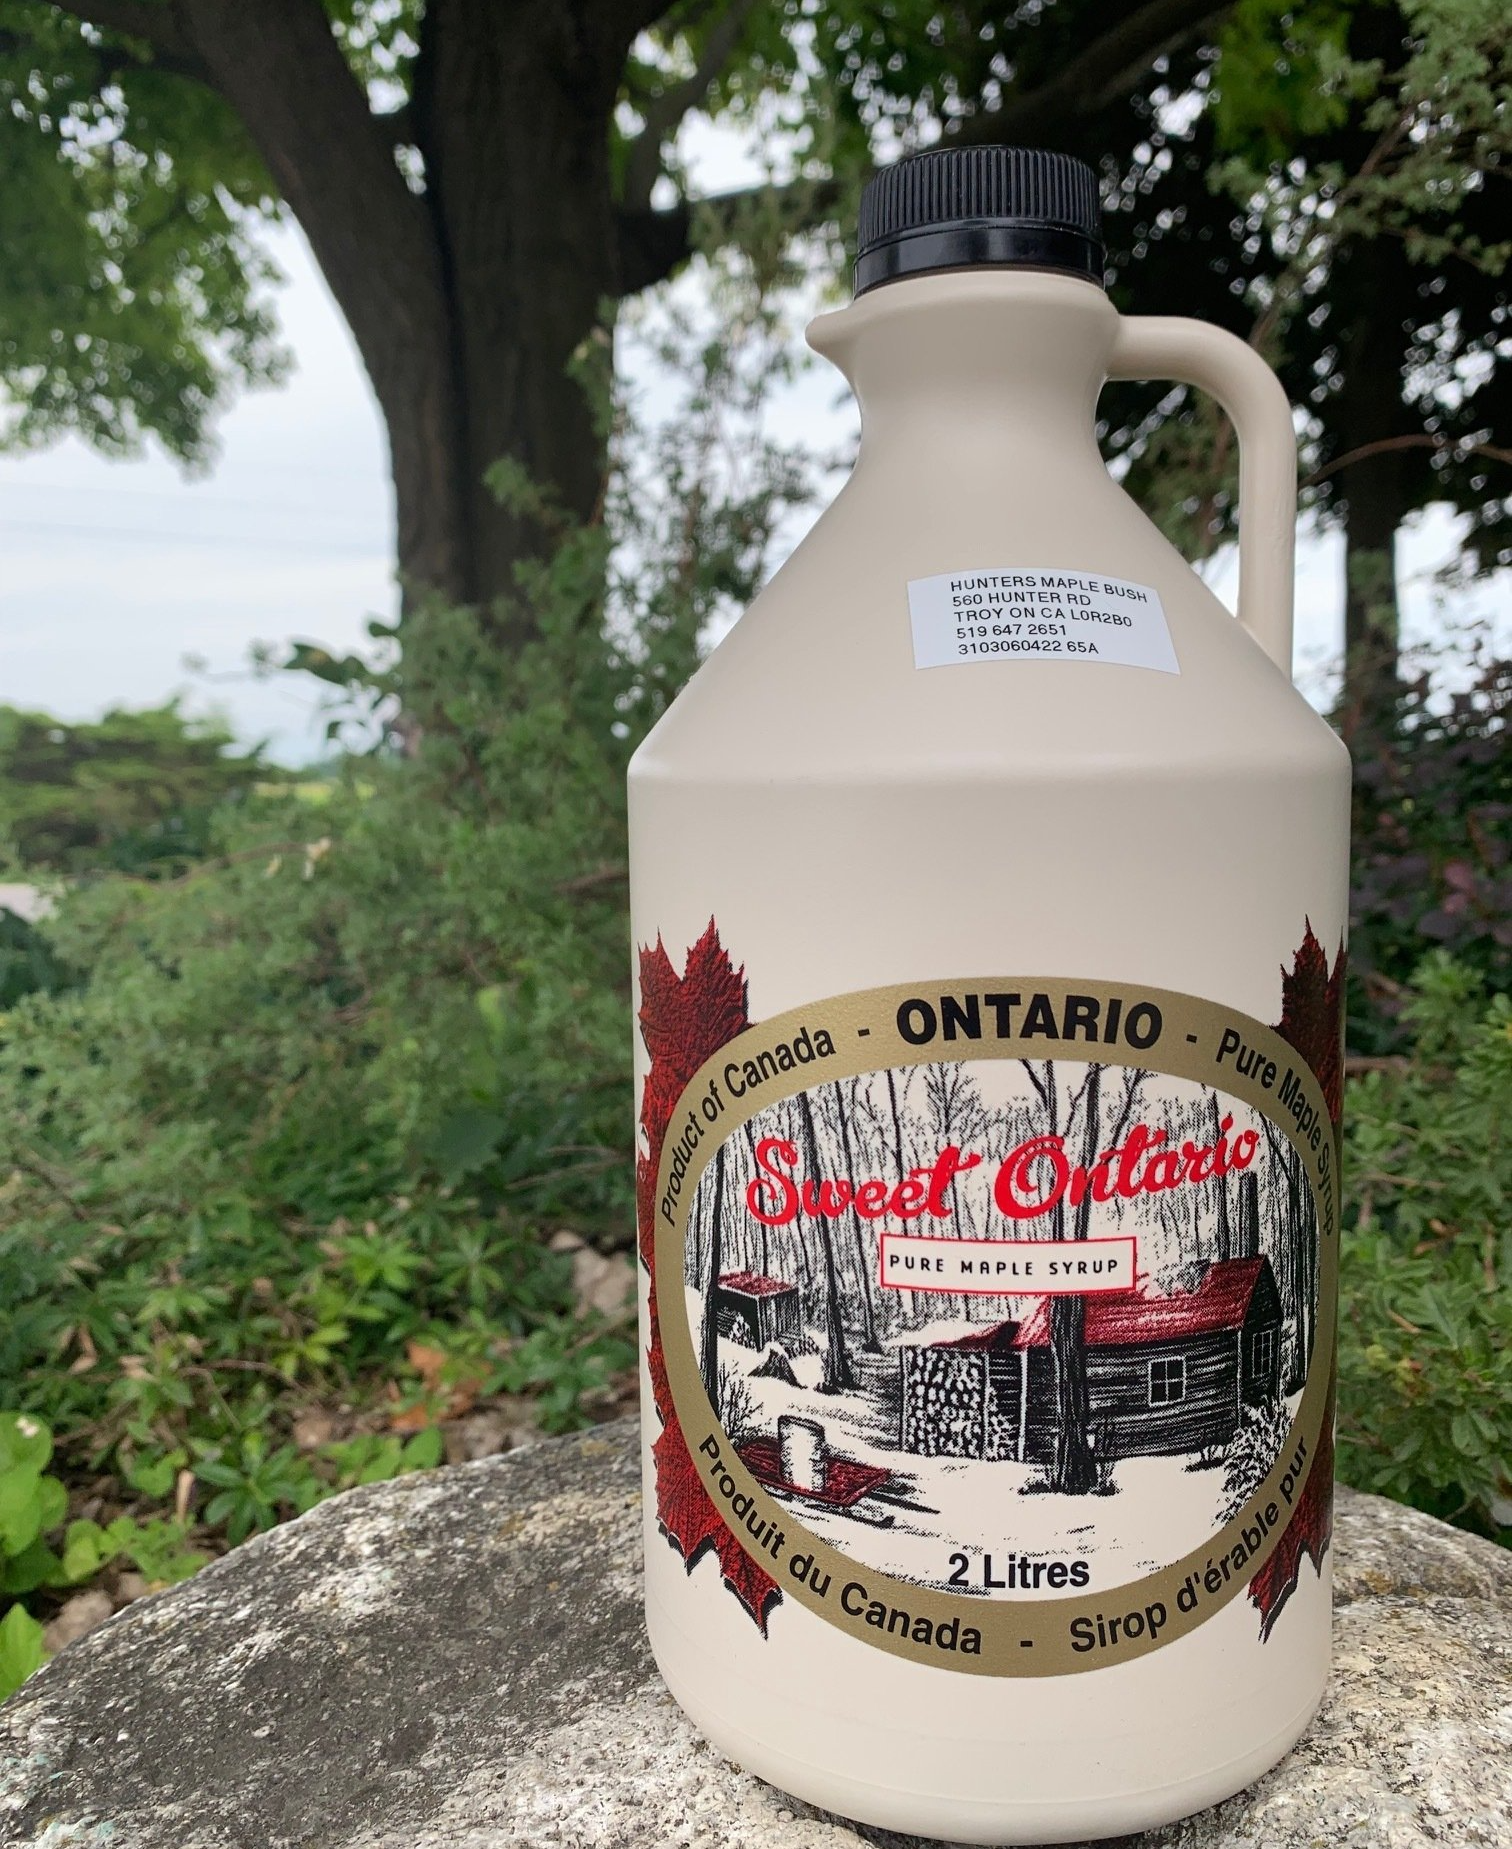 HUNTERS MAPLE BUSH
560 HUNTER RD
TROY ON CA L0R2B0
519 647 2651
3103060422 65A
Product of Canada - ONTARIO - Pure Maple Syrup
Sweet Ontario
PURE MAPLE SYRUP
2 Litres
Produit du Canada - Sirop d'érable pur